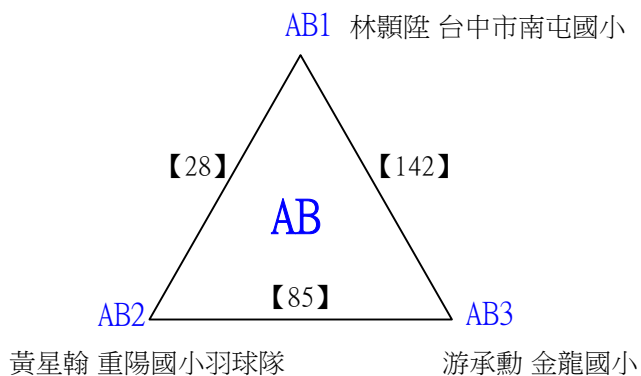 AB1 林顥陞 台中市南屯國小
【28】 【142】
AB
【85】
AB2 AB3
黃星翰 重陽國小羽球隊 游承勳 金龍國小